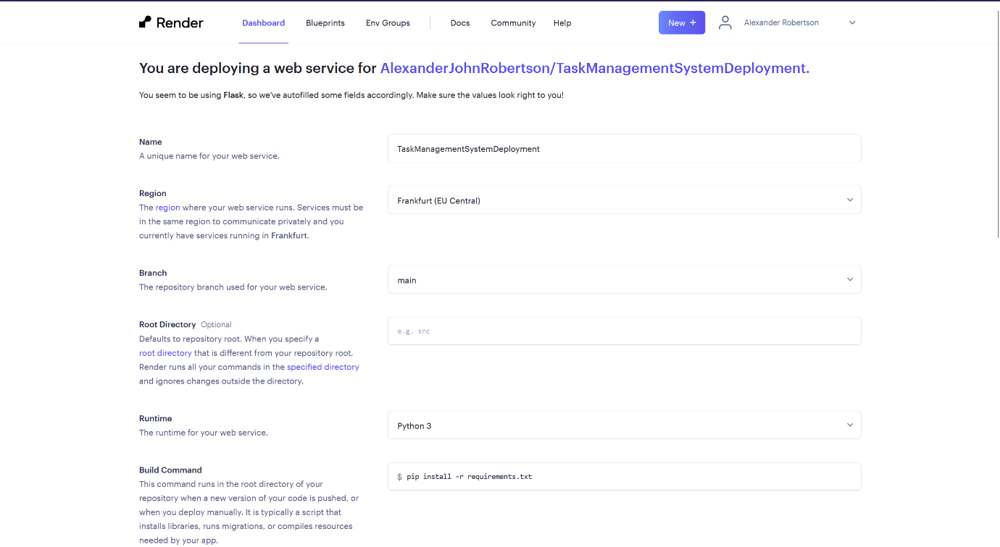 Render
Dashboard
Blueprints
Env Groups
Docs
Community
Help
New +
Alexander Robertson
You are deploying a web service for AlexanderJohnRobertson/TaskManagementSystemDeployment.
You seem to be using Flask, so we’ve autofilled some fields accordingly. Make sure the values look right to you!
Name
A unique name for your web service.
TaskManagementSystemDeployment
Region
The region where your web service runs. Services must be
in the same region to communicate privately and you
currently have services running in Frankfurt.
Frankfurt (EU Central)
Branch
The repository branch used for your web service.
main
Root Directory Optional
Defaults to repository root. When you specify a
root directory that is different from your repository root,
Render runs all your commands in the specified directory
and ignores changes outside the directory.
e.g. src
Runtime
The runtime for your web service.
Python 3
Build Command
This command runs in the root directory of your
repository when a new version of your code is pushed, or
when you deploy manually. It is typically a script that
installs libraries, runs migrations, or compiles resources
needed by your app.
$ pip install -r requirements.txt